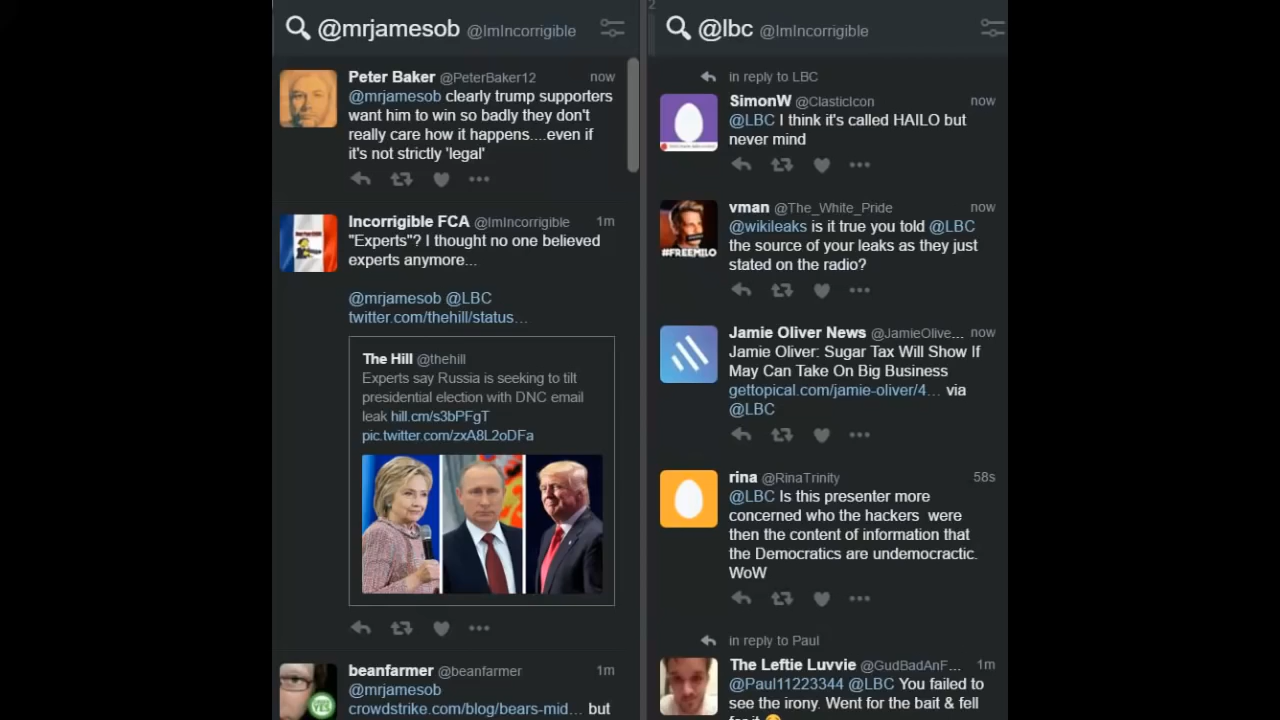 @mrjamesob @ImIncorrigible
Peter Baker @PeterBaker12 now
@mrjamesob clearly trump supporters
want him to win so badly they don't
really care how it happens....even if
it's not strictly 'legal'
Incorrigible FCA @ImIncorrigible 1m
"Experts"? I thought no one believed
experts anymore...
@mrjamesob @LBC
twitter.com/thehill/status…
The Hill @thehill
Experts say Russia is seeking to tilt
presidential election with DNC email
leak hill.cm/s3bPFgT
pic.twitter.com/zxA8L2oDFa
beanfarmer @beanfarmer 1m
@mrjamesob
crowdstrike.com/blog/bears-mid… but
2
@lbc @ImIncorrigible
in reply to LBC
SimonW @ClasticIcon now
@LBC I think it's called HAILO but
never mind
vman @The_White_Pride now
@wikileaks is it true you told @LBC
the source of your leaks as they just
stated on the radio?
#FREEMILO
Jamie Oliver News @JamieOlive... now
Jamie Oliver: Sugar Tax Will Show If
May Can Take On Big Business
gettopical.com/jamie-oliver/4… via
@LBC
rina @RinaTrinity 58s
@LBC Is this presenter more
concerned who the hackers were
then the content of information that
the Democratics are undemocractic.
WoW
in reply to Paul
The Leftie Luvvie @GudBadAnF... 1m
@Paul11223344 @LBC You failed to
see the irony. Went for the bait & fell
for it